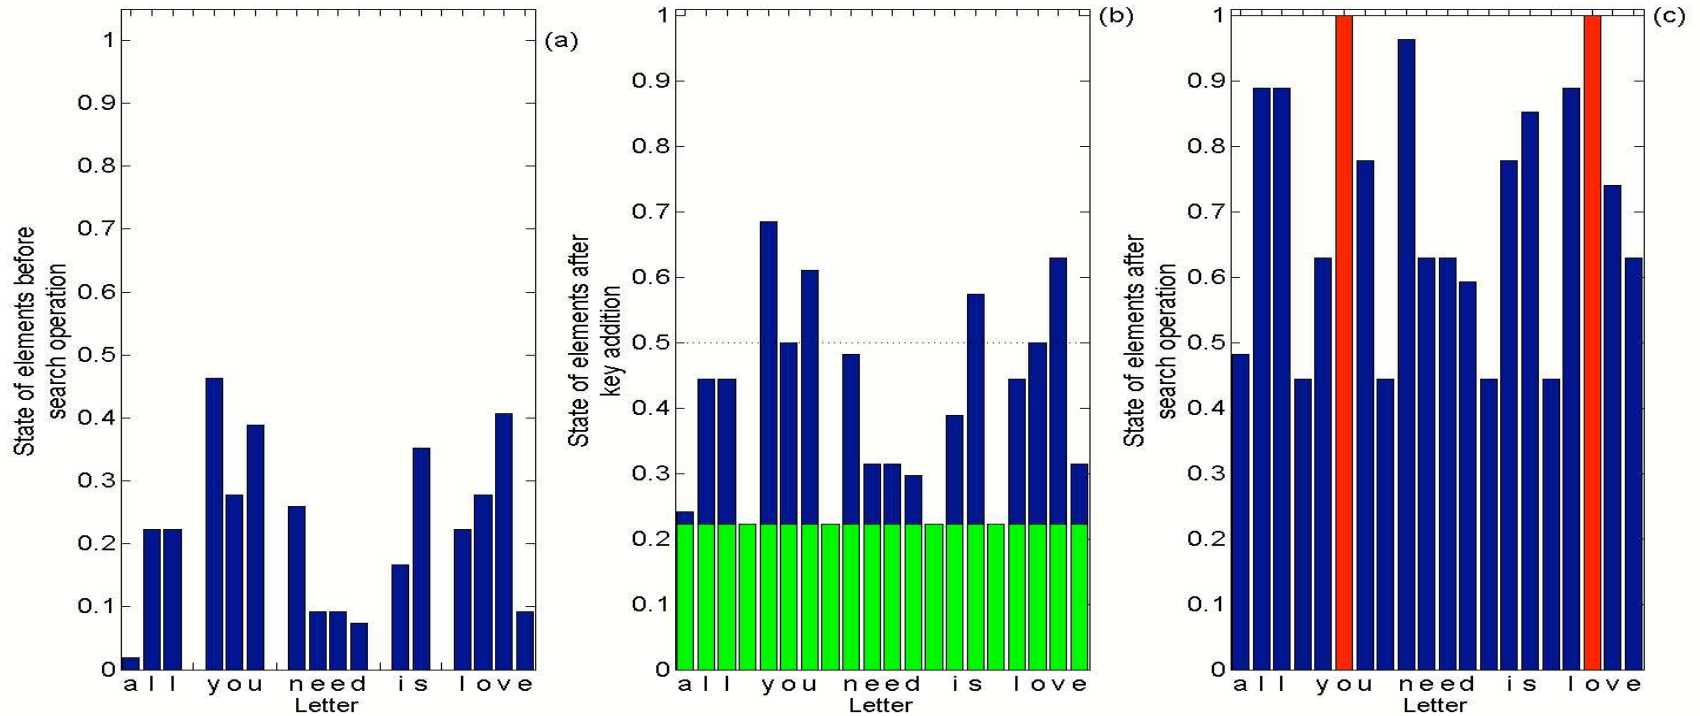 (a)
State of elements before
search operation
1
0.9
0.8
0.7
0.6
0.5
0.4
0.3
0.2
0.1
0
a l l y o u n e e d i s l o v e
Letter
(b)
State of elements after
key addition
1
0.9
0.8
0.7
0.6
0.5
0.4
0.3
0.2
0.1
0
a l l y o u n e e d i s l o v e
Letter
(c)
State of elements after
search operation
1
0.9
0.8
0.7
0.6
0.5
0.4
0.3
0.2
0.1
0
a l l y o u n e e d i s l o v e
Letter